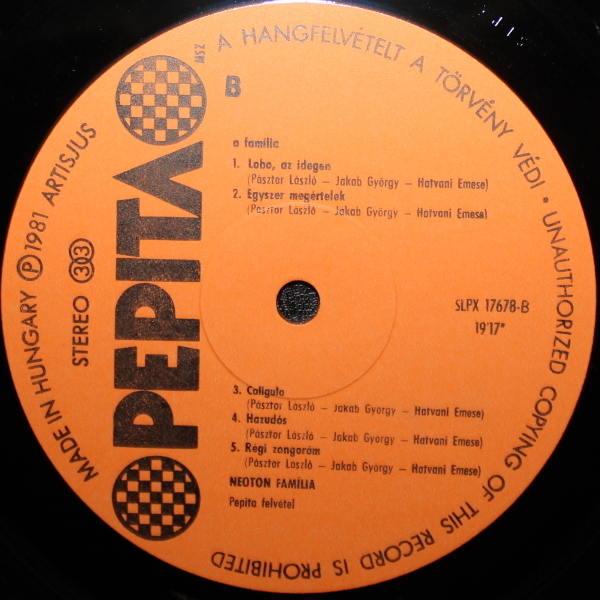 A HANGFELVÉTELT A TÖRVÉNY VÉDI • UNAUTHORIZED COPYING OF THIS RECORD IS PROHIBITED
MADE IN HUNGARY Ⓟ 1981 ARTISJUS
STEREO 33
PEPITA
MSZ
B
a família
1. Lobo, az idegen
(Pásztor László – Jakab György – Hatvani Emese)
2. Egyszer megértelek
(Pásztor László – Jakab György – Hatvani Emese)
SLPX 17678-B
19'17"
3. Caligula
(Pásztor László – Jakab György – Hatvani Emese)
4. Hazudós
(Pásztor László – Jakab György – Hatvani Emese)
5. Régi zongorám
(Pásztor László – Jakab György – Hatvani Emese)
NEOTON FAMÍLIA
Pepita felvétel